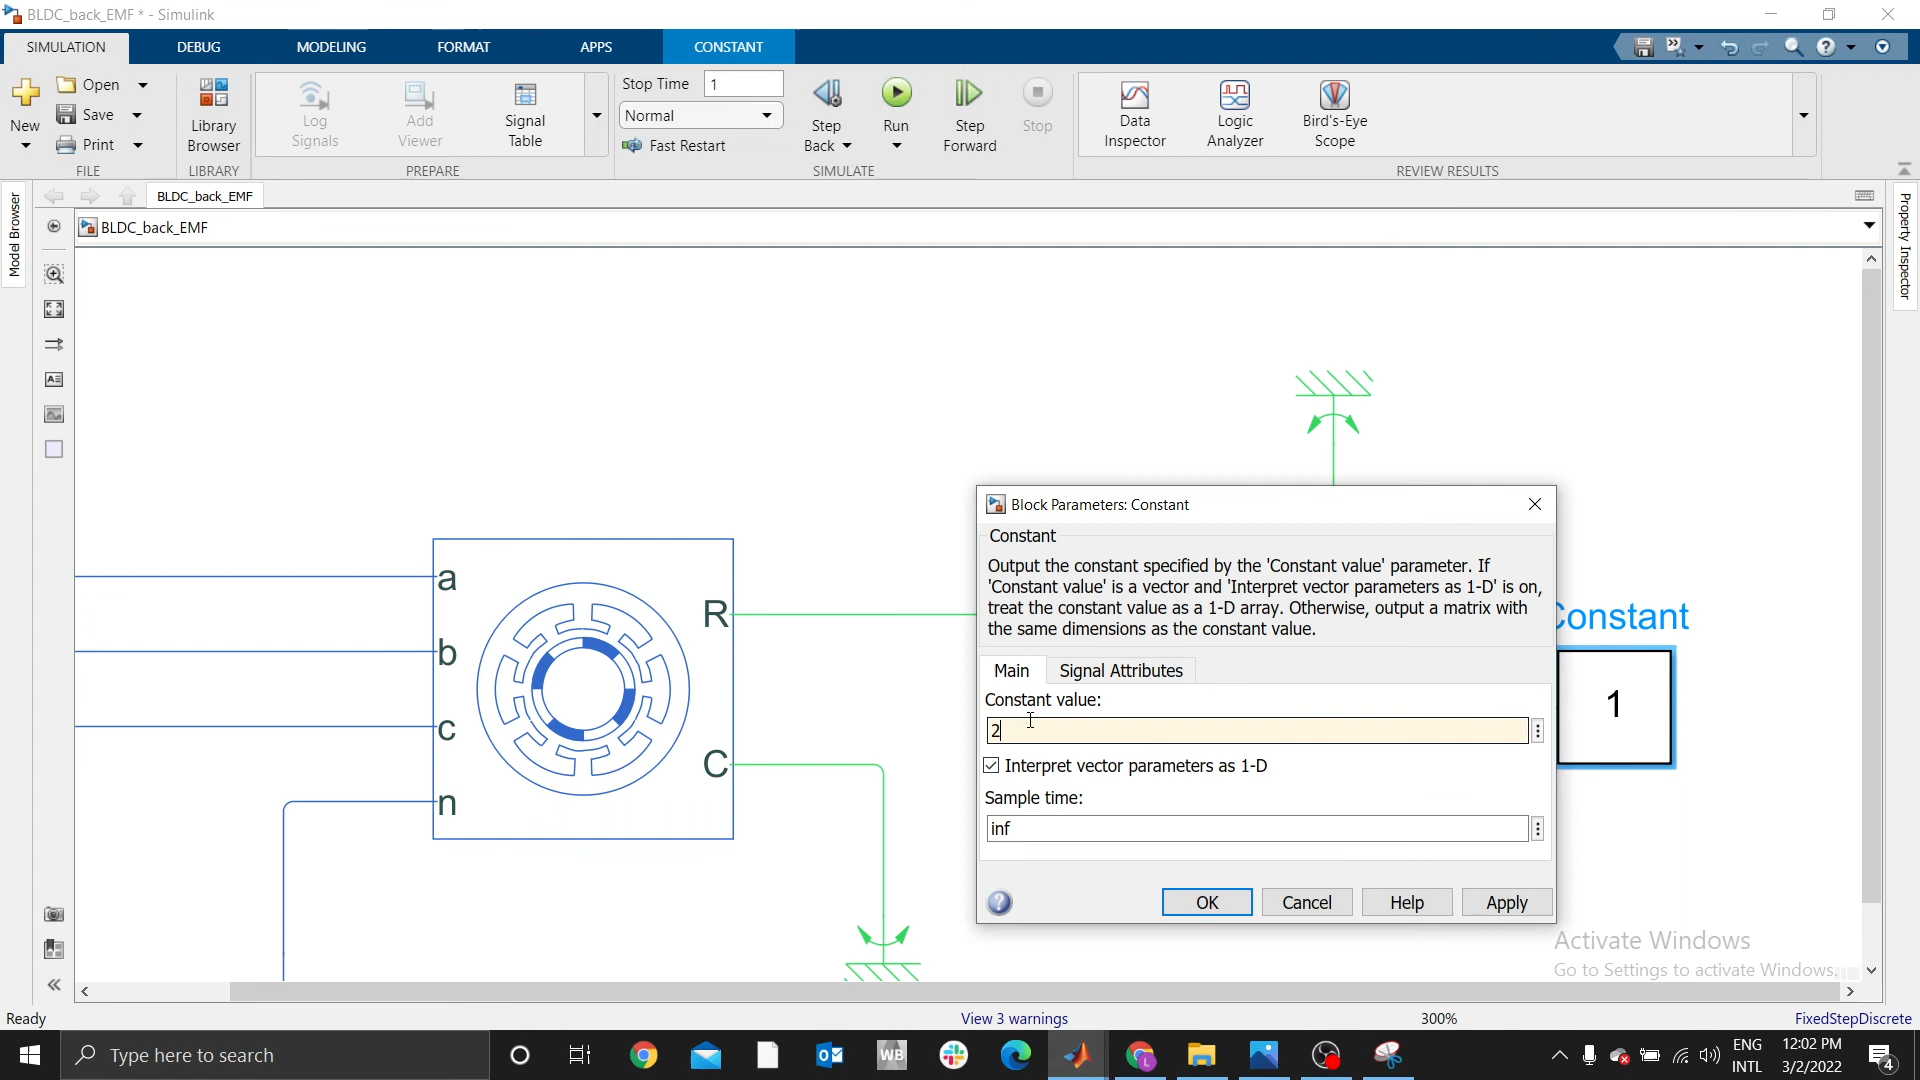 BLDC_back_EMF * - Simulink
SIMULATION DEBUG MODELING FORMAT APPS CONSTANT
New
Open
Save
Print
FILE
Library Browser
LIBRARY
Log Signals
Add Viewer
Signal Table
PREPARE
Stop Time 1
Normal
Fast Restart
Step Back
Run
Step Forward
Stop
SIMULATE
Data Inspector
Logic Analyzer
Bird's-Eye Scope
REVIEW RESULTS
Model Browser
BLDC_back_EMF
BLDC_back_EMF
Property Inspector
a
b
c
n
R
C
Block Parameters: Constant
Constant
Output the constant specified by the 'Constant value' parameter. If
'Constant value' is a vector and 'Interpret vector parameters as 1-D' is on,
treat the constant value as a 1-D array. Otherwise, output a matrix with
the same dimensions as the constant value.
Main Signal Attributes
Constant value:
2
Interpret vector parameters as 1-D
Sample time:
inf
OK Cancel Help Apply
Constant
1
Activate Windows
Go to Settings to activate Windows.
Ready
View 3 warnings
300%
FixedStepDiscrete
Type here to search
WB
L
ENG
INTL
12:02 PM
3/2/2022
4